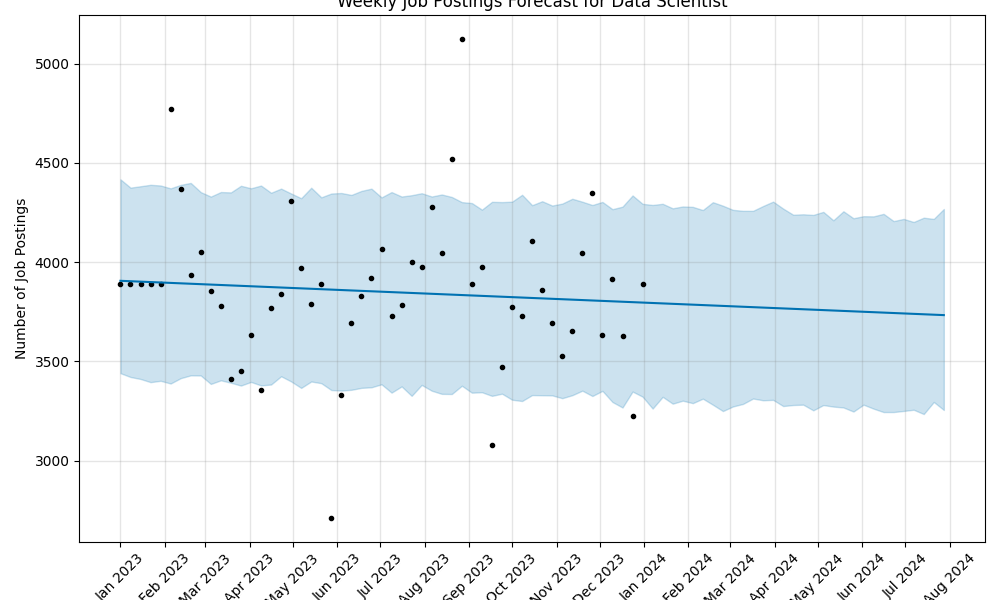 Weekly Job Postings Forecast for Data Scientist
Number of Job Postings
5000
4500
4000
3500
3000
Jan 2023
Feb 2023
Mar 2023
Apr 2023
May 2023
Jun 2023
Jul 2023
Aug 2023
Sep 2023
Oct 2023
Nov 2023
Dec 2023
Jan 2024
Feb 2024
Mar 2024
Apr 2024
May 2024
Jun 2024
Jul 2024
Aug 2024